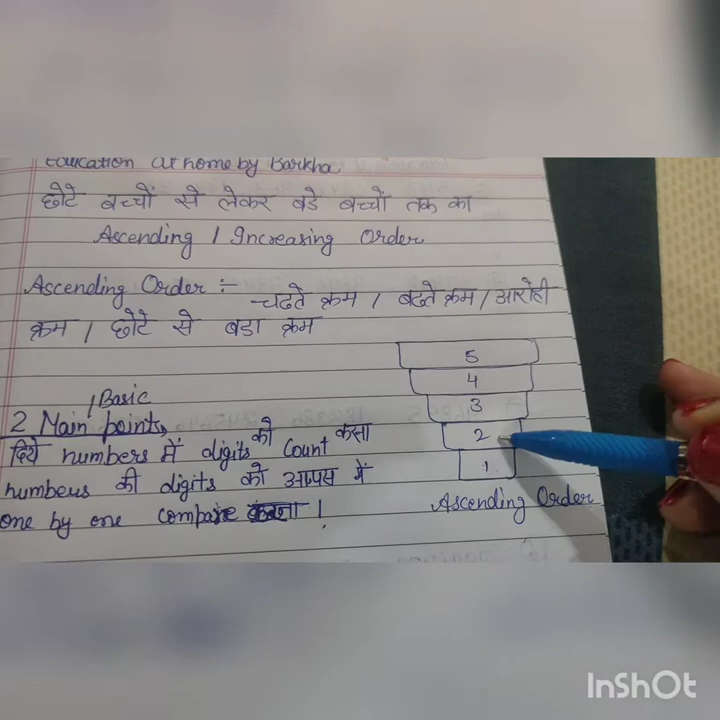 Education at home by Barkha
छोटे बच्चों से लेकर बडे बच्चों तक का
Ascending / Increasing Order
Ascending Order :-
चढते क्रम / बढते क्रम / आरोही
क्रम / छोटे से बडा क्रम
5
4
3
2
1
Ascending Order
/ Basic
2 Main points,
दिये numbers में digits को count करना
numbers की digits को आपस में
one by one compare करना ।
InShOt